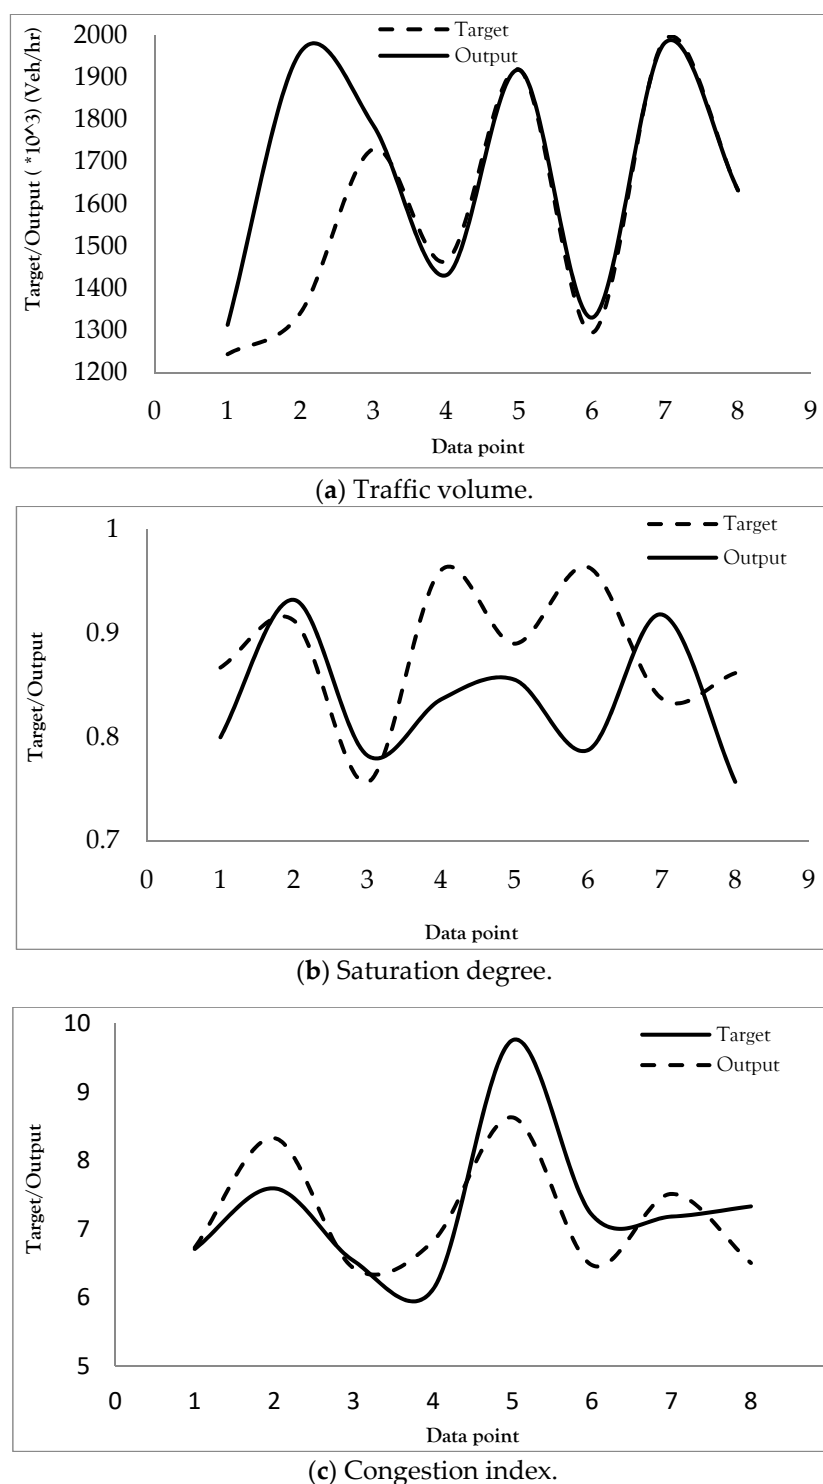 Target/Output ( *10^3) (Veh/hr)
2000
1900
1800
1700
1600
1500
1400
1300
1200
Target
Output
0 1 2 3 4 5 6 7 8 9
Data point
(a) Traffic volume.
Target/Output
1
0.9
0.8
0.7
Target
Output
0 1 2 3 4 5 6 7 8 9
Data point
(b) Saturation degree.
Target/Output
10
9
8
7
6
5
Target
Output
0 1 2 3 4 5 6 7 8
Data point
(c) Congestion index.